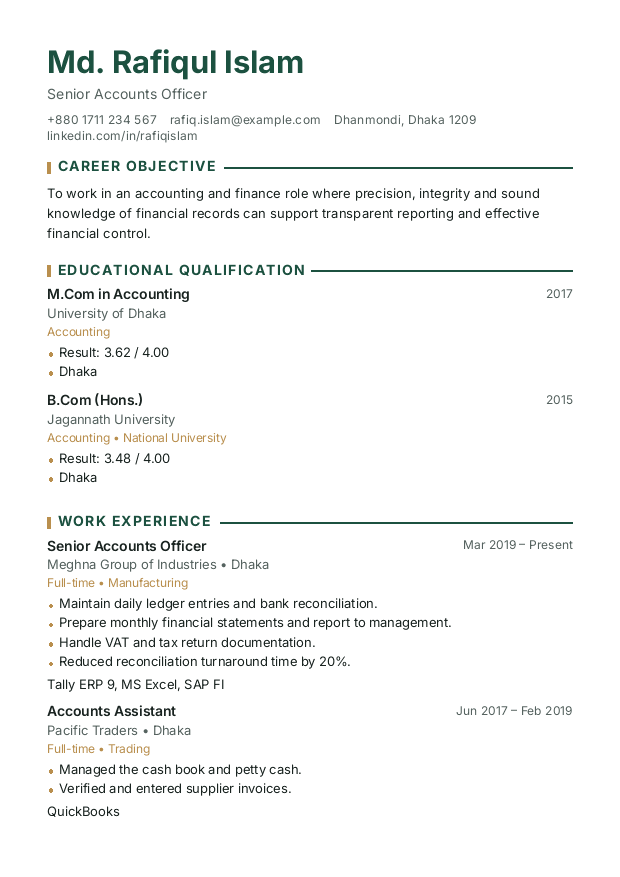 Md. Rafiqul Islam
Senior Accounts Officer
+880 1711 234 567 rafiq.islam@example.com Dhanmondi, Dhaka 1209
linkedin.com/in/rafiqislam
CAREER OBJECTIVE
To work in an accounting and finance role where precision, integrity and sound
knowledge of financial records can support transparent reporting and effective
financial control.
EDUCATIONAL QUALIFICATION
M.Com in Accounting 2017
University of Dhaka
Accounting
• Result: 3.62 / 4.00
• Dhaka
B.Com (Hons.) 2015
Jagannath University
Accounting • National University
• Result: 3.48 / 4.00
• Dhaka
WORK EXPERIENCE
Senior Accounts Officer Mar 2019 – Present
Meghna Group of Industries • Dhaka
Full-time • Manufacturing
• Maintain daily ledger entries and bank reconciliation.
• Prepare monthly financial statements and report to management.
• Handle VAT and tax return documentation.
• Reduced reconciliation turnaround time by 20%.
Tally ERP 9, MS Excel, SAP FI
Accounts Assistant Jun 2017 – Feb 2019
Pacific Traders • Dhaka
Full-time • Trading
• Managed the cash book and petty cash.
• Verified and entered supplier invoices.
QuickBooks